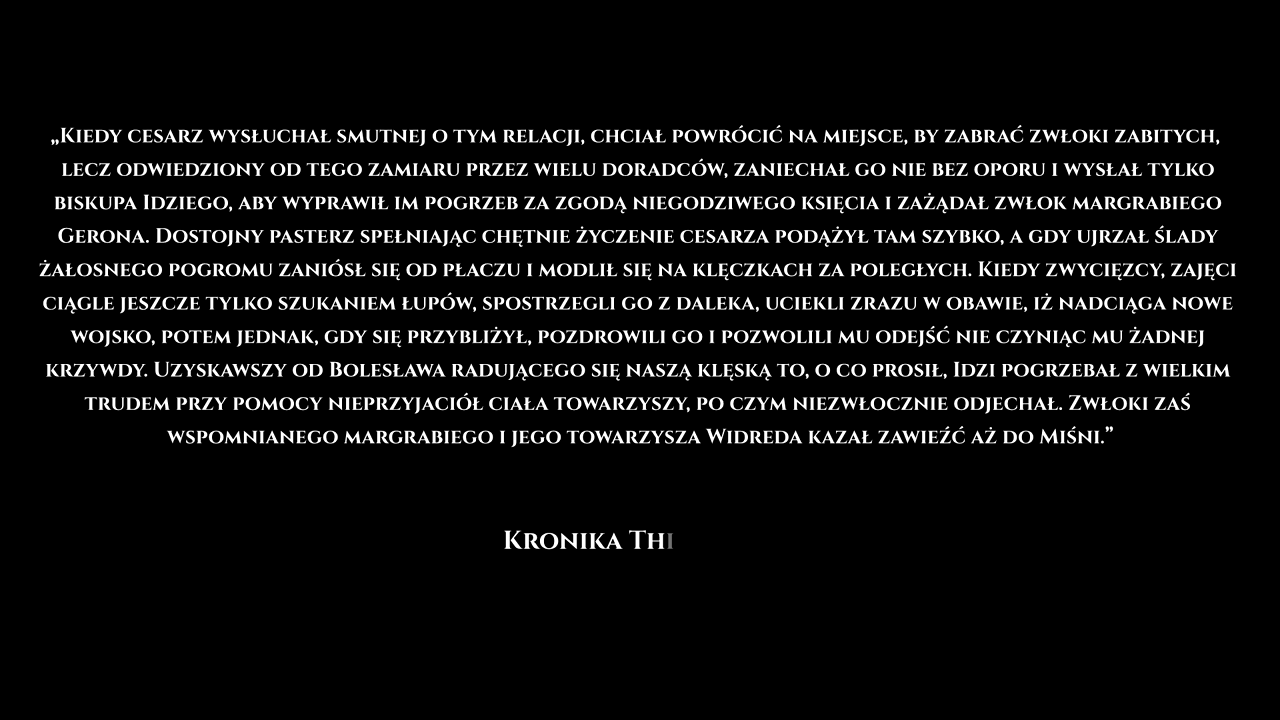 „Kiedy cesarz wysłuchał smutnej o tym relacji, chciał powrócić na miejsce, by zabrać zwłoki zabitych,
lecz odwiedziony od tego zamiaru przez wielu doradców, zaniechał go nie bez oporu i wysłał tylko
biskupa Idziego, aby wyprawił im pogrzeb za zgodą niegodziwego księcia i zażądał zwłok margrabiego
Gerona. Dostojny pasterz spełniając chętnie życzenie cesarza podążył tam szybko, a gdy ujrzał ślady
żałosnego pogromu zaniósł się od płaczu i modlił się na klęczkach za poległych. Kiedy zwycięzcy, zajęci
ciągle jeszcze tylko szukaniem łupów, spostrzegli go z daleka, uciekli zrazu w obawie, iż nadciąga nowe
wojsko, potem jednak, gdy się przybliżył, pozdrowili go i pozwolili mu odejść nie czyniąc mu żadnej
krzywdy. Uzyskawszy od Bolesława radującego się naszą klęską to, o co prosił, Idzi pogrzebał z wielkim
trudem przy pomocy nieprzyjaciół ciała towarzyszy, po czym niezwłocznie odjechał. Zwłoki zaś
wspomnianego margrabiego i jego towarzysza Widreda kazał zawieźć aż do Miśni.”
Kronika Thi